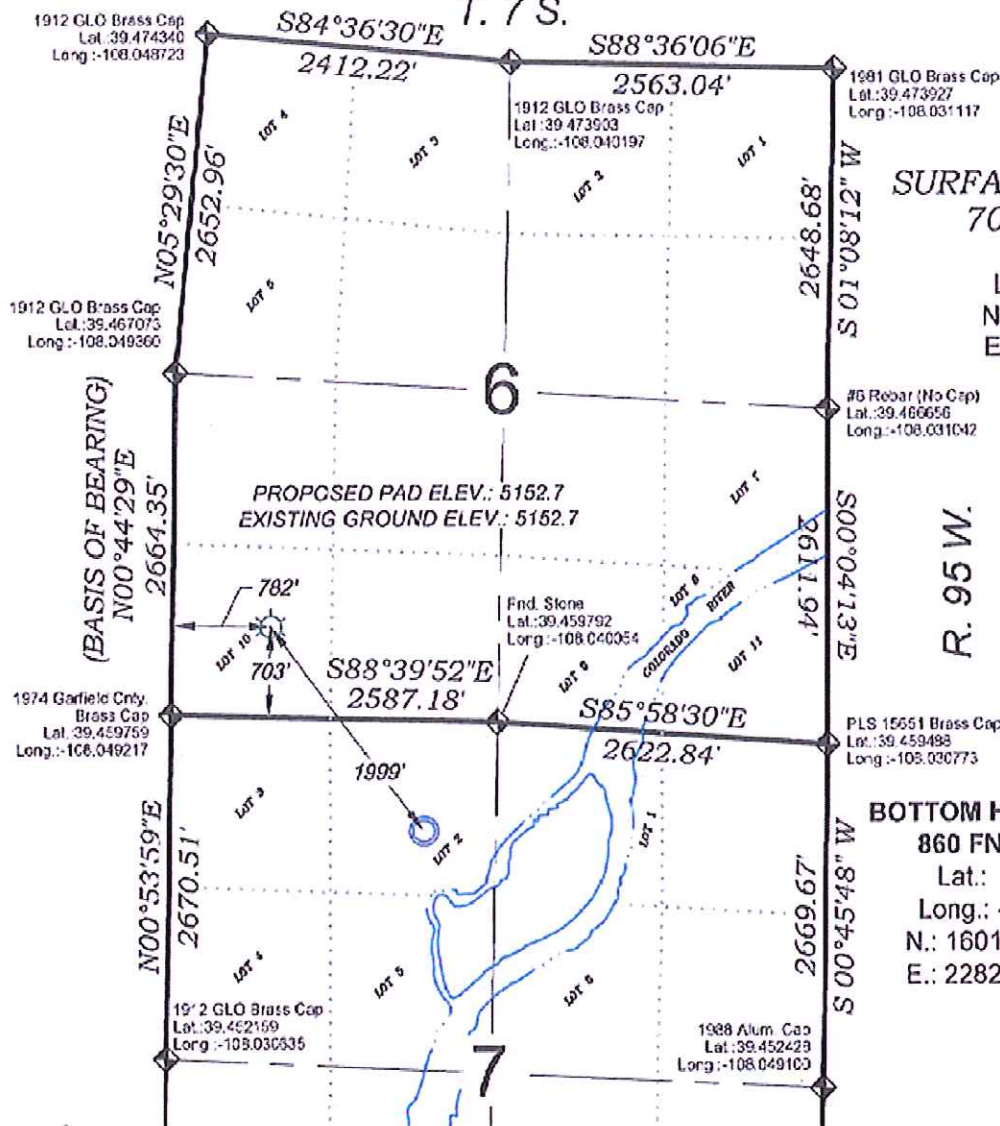 T. 7 S.
1912 GLO Brass Cap
Lat.:39.474340
Long.:-108.048723
S84°36'30"E
2412.22'
S88°36'06"E
2563.04'
1912 GLO Brass Cap
Lat.:39.473903
Long.:-108.040197
1981 GLO Brass Cap
Lat.:39.473927
Long.:-108.031117
LOT 4
LOT 3
LOT 2
LOT 1
N05°29'30"E
2652.96'
2648.68'
S 01°08'12" W
SURFA
70
L
N
E
LOT 5
1912 GLO Brass Cap
Lat.:39.467073
Long.:-108.049360
6
#6 Rebar (No Cap)
Lat.:39.466656
Long.:-108.031042
(BASIS OF BEARING)
N00°44'29"E
2664.35'
PROPOSED PAD ELEV.: 5152.7
EXISTING GROUND ELEV.: 5152.7
LOT 7
2611.94'
S00°04'13"E
R. 95 W.
782'
LOT 10
703'
Fnd. Stone
Lat.:39.459792
Long.:-108.040054
LOT 8
COLORADO RIVER
LOT 9
LOT 11
S88°39'52"E
2587.18'
S85°58'30"E
2622.84'
1974 Garfield Cnty.
Brass Cap
Lat.:39.459759
Long.:-108.049217
PLS 15651 Brass Cap
Lat.:39.459488
Long.:-108.030773
1999'
LOT 3
LOT 2
LOT 1
BOTTOM H
860 FN
Lat.:
Long.: -
N.: 1601
E.: 2282
N00°53'59"E
2670.51'
2669.67'
S 00°45'48" W
LOT 4
LOT 5
LOT 6
1912 GLO Brass Cap
Lat.:39.452159
Long.:-108.030635
7
1988 Alum. Cap
Lat.:39.452428
Long.:-108.049100